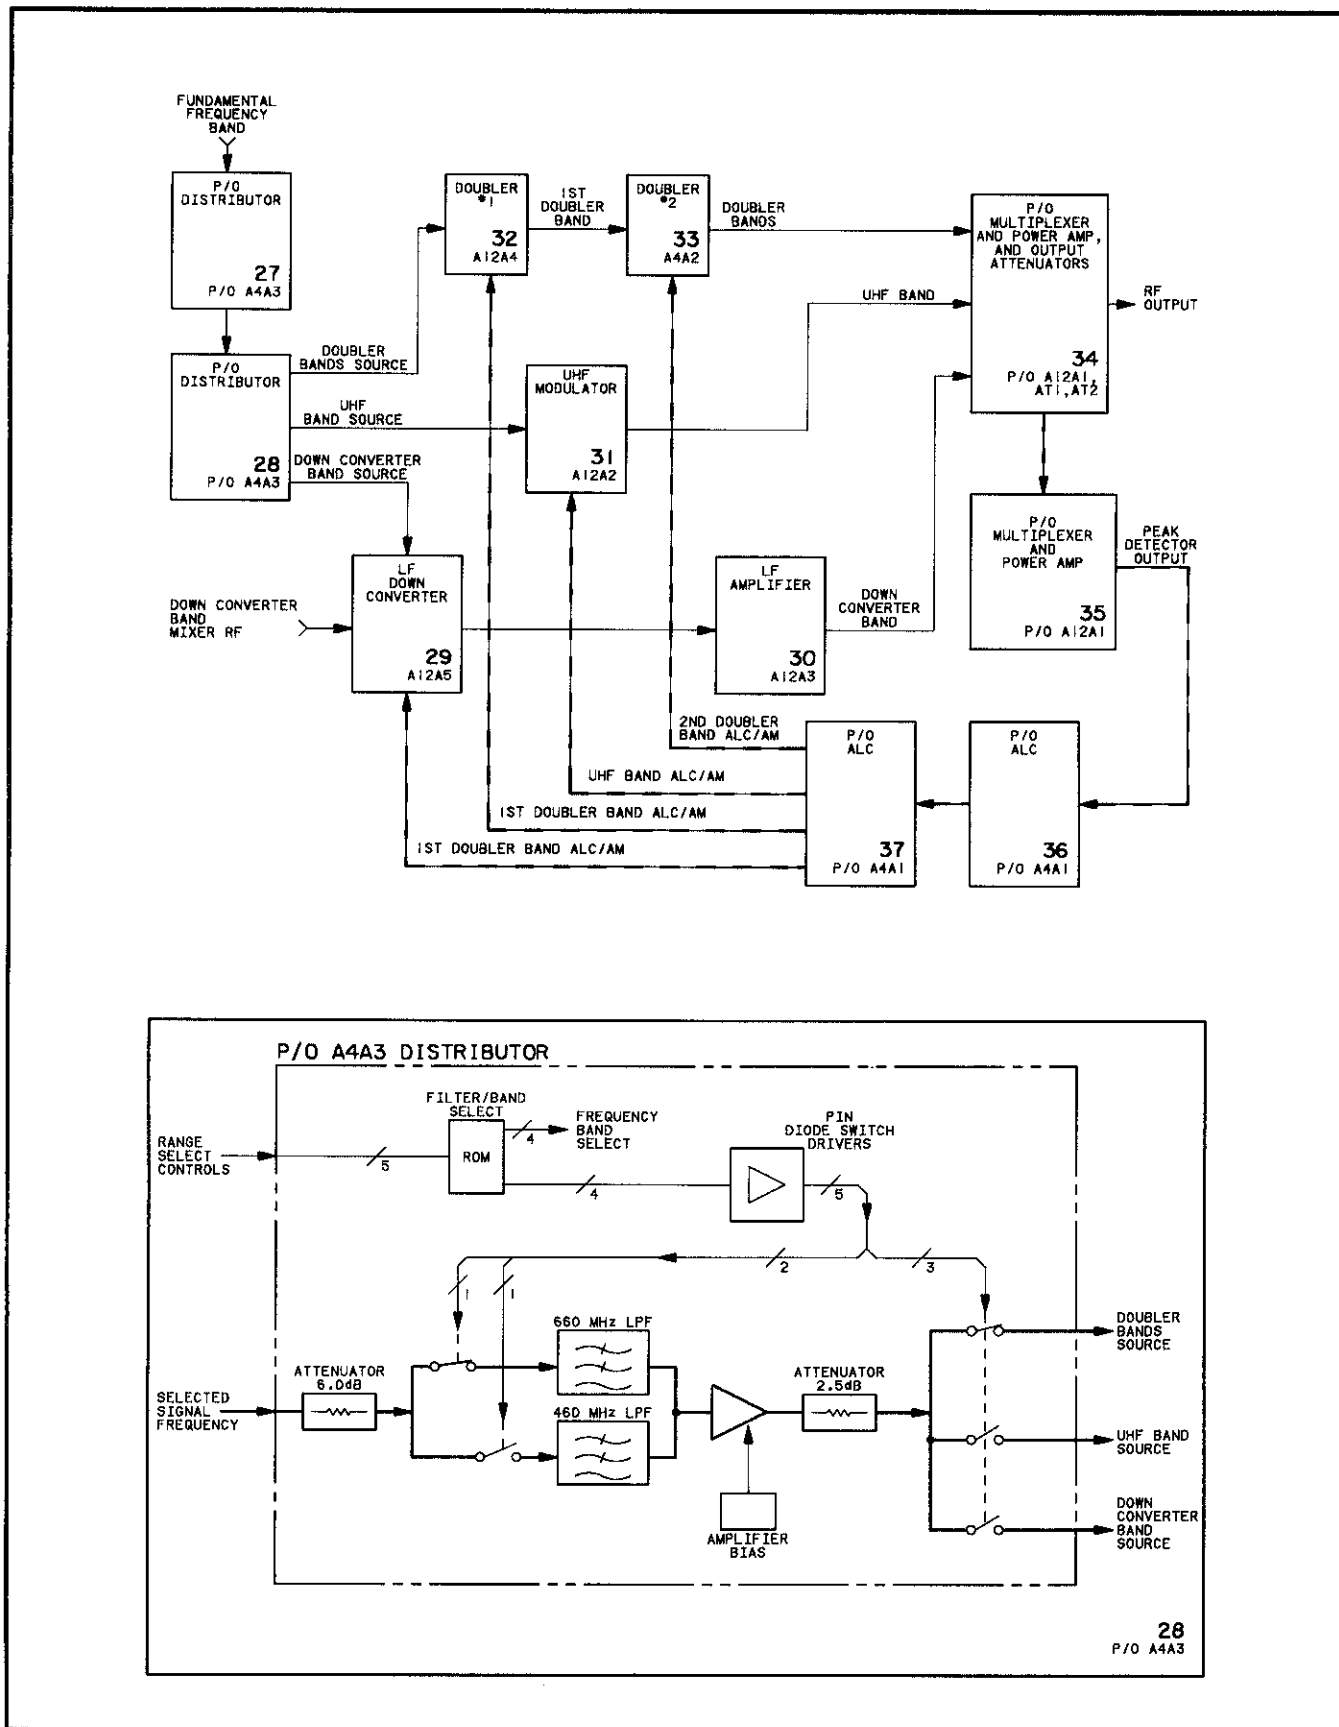 FUNDAMENTAL
FREQUENCY
BAND
P/O
DISTRIBUTOR
27
P/O A4A3
P/O
DISTRIBUTOR
28
P/O A4A3
DOUBLER
BANDS SOURCE
UHF
BAND SOURCE
DOWN CONVERTER
BAND SOURCE
DOUBLER
#1
32
A12A4
1ST
DOUBLER
BAND
DOUBLER
#2
33
A4A2
DOUBLER
BANDS
P/O
MULTIPLEXER
AND POWER AMP,
AND OUTPUT
ATTENUATORS
34
P/O A12A1,
AT1,AT2
RF
OUTPUT
UHF BAND
UHF
MODULATOR
31
A12A2
P/O
MULTIPLEXER
AND
POWER AMP
35
P/O A12A1
PEAK
DETECTOR
OUTPUT
DOWN CONVERTER
BAND
MIXER RF
LF
DOWN
CONVERTER
29
A12A5
LF
AMPLIFIER
30
A12A3
DOWN
CONVERTER
BAND
2ND DOUBLER
BAND ALC/AM
UHF BAND ALC/AM
1ST DOUBLER BAND ALC/AM
1ST DOUBLER BAND ALC/AM
P/O
ALC
37
P/O A4A1
P/O
ALC
36
P/O A4A1
P/O A4A3 DISTRIBUTOR
RANGE
SELECT
CONTROLS
5
FILTER/BAND
SELECT
ROM
4
FREQUENCY
BAND
SELECT
4
PIN
DIODE SWITCH
DRIVERS
5
2
3
1
1
SELECTED
SIGNAL
FREQUENCY
ATTENUATOR
6.0dB
660 MHz LPF
460 MHz LPF
AMPLIFIER
BIAS
ATTENUATOR
2.5dB
DOUBLER
BANDS
SOURCE
UHF BAND
SOURCE
DOWN
CONVERTER
BAND
SOURCE
28
P/O A4A3